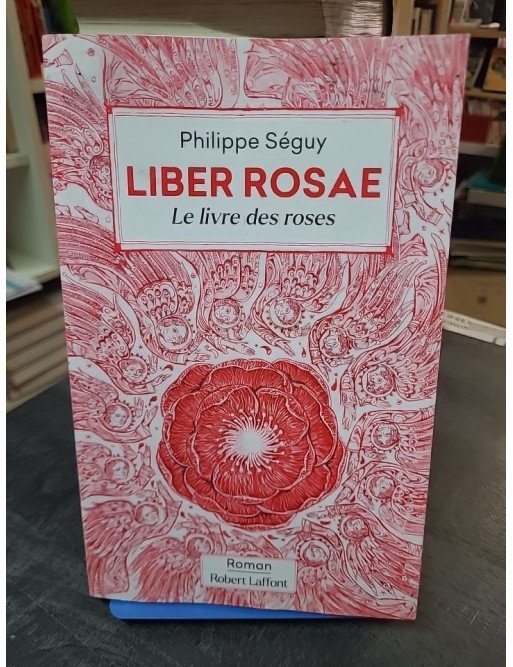 Philippe Séguy
LIBER ROSAE
Le livre des roses
Roman
Robert Laffont